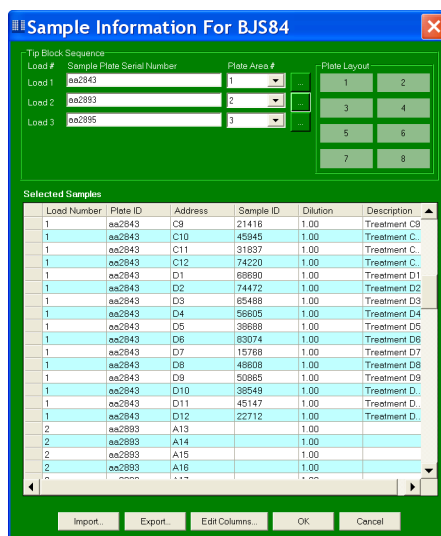 Sample Information For BJS84
Tip Block Sequence
Load # Sample Plate Serial Number Plate Area # Plate Layout
Load 1 aa2843 1 ... 1 2
Load 2 aa2893 2 ... 3 4
Load 3 aa2895 3 ... 5 6
7 8
Selected Samples
Load Number Plate ID Address Sample ID Dilution Description
1 aa2843 C9 21416 1.00 Treatment C9
1 aa2843 C10 45945 1.00 Treatment C..
1 aa2843 C11 31837 1.00 Treatment C..
1 aa2843 C12 74220 1.00 Treatment C..
1 aa2843 D1 68690 1.00 Treatment D1
1 aa2843 D2 74472 1.00 Treatment D2
1 aa2843 D3 65488 1.00 Treatment D3
1 aa2843 D4 56605 1.00 Treatment D4
1 aa2843 D5 38688 1.00 Treatment D5
1 aa2843 D6 83074 1.00 Treatment D6
1 aa2843 D7 15768 1.00 Treatment D7
1 aa2843 D8 48608 1.00 Treatment D8
1 aa2843 D9 50865 1.00 Treatment D9
1 aa2843 D10 38549 1.00 Treatment D..
1 aa2843 D11 45147 1.00 Treatment D..
1 aa2843 D12 22712 1.00 Treatment D..
2 aa2893 A13 1.00
2 aa2893 A14 1.00
2 aa2893 A15 1.00
2 aa2893 A16 1.00
Import... Export... Edit Columns... OK Cancel